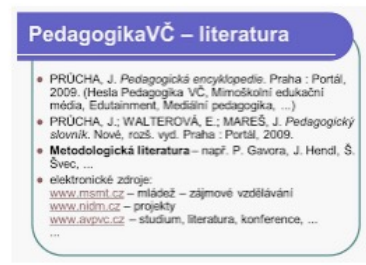 PedagogikaVČ – literatura
PRŮCHA, J. Pedagogická encyklopedie. Praha : Portál,
2009. (Hesla Pedagogika VČ, Mimoškolní edukační
média, Edutainment, Mediální pedagogika, ...)
PRŮCHA, J.; WALTEROVÁ, E.; MAREŠ, J. Pedagogický
slovník. Nové, rozš. vyd. Praha : Portál, 2009.
Metodologická literatura – např. P. Gavora, J. Hendl, Š.
Švec, ...
elektronické zdroje:
www.msmt.cz – mládež – zájmové vzdělávání
www.nidm.cz – projekty
www.avpvc.cz – studium, literatura, konference, ...
...